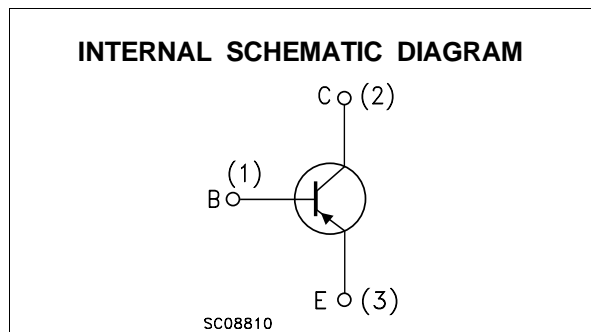 INTERNAL SCHEMATIC DIAGRAM
C (2)
(1)
B
E (3)
SC08810